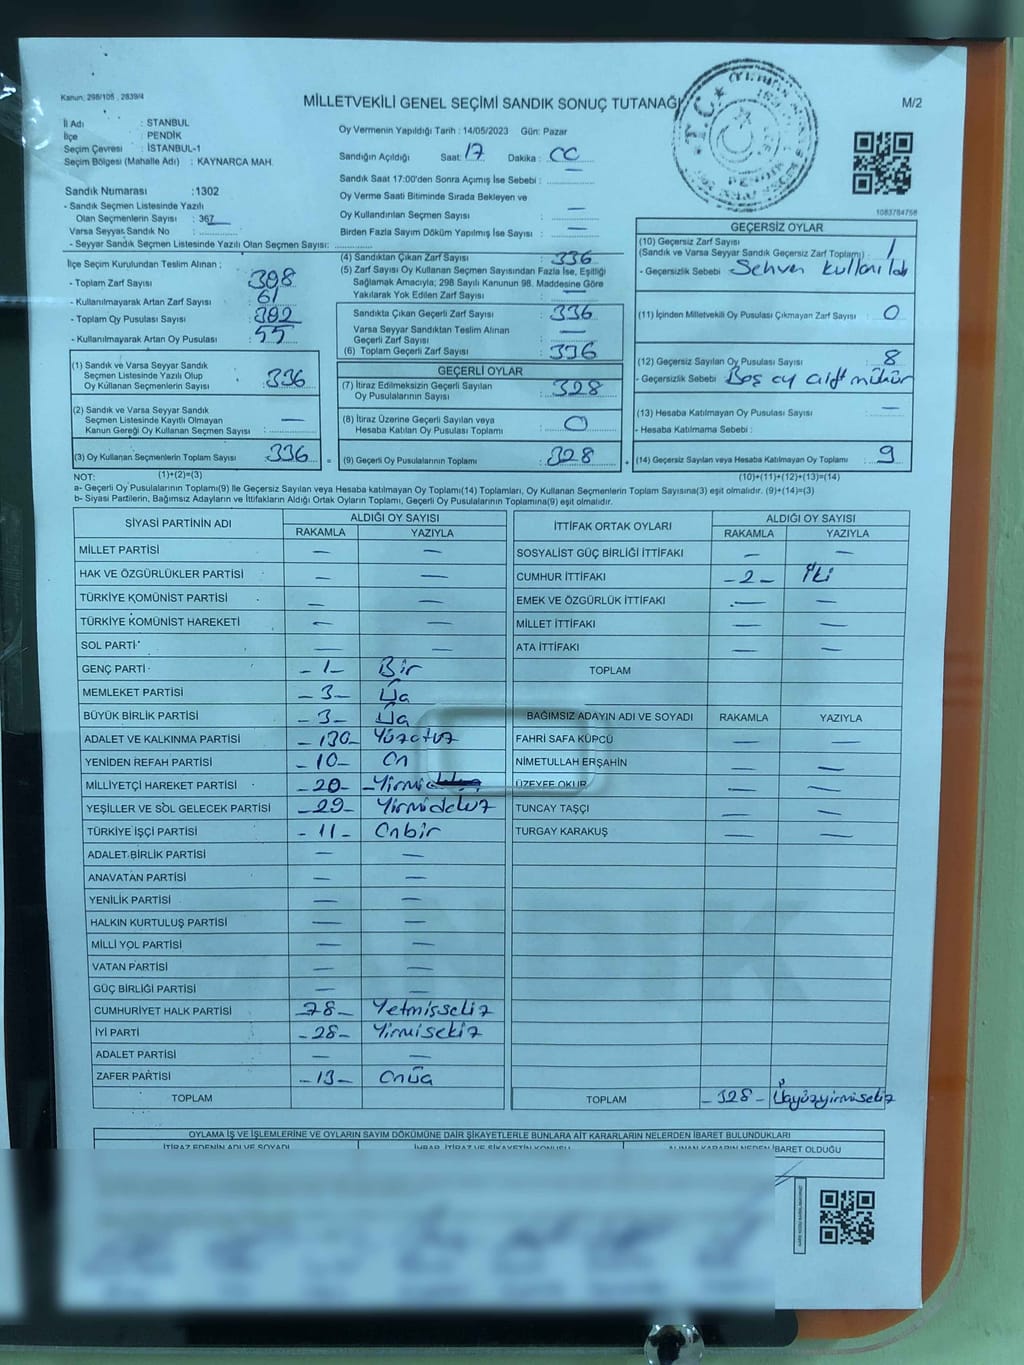 Kanun; 298/105 , 2839/4
MİLLETVEKİLİ GENEL SEÇİMİ SANDIK SONUÇ TUTANAĞI
M/2
İl Adı : STANBUL
İlçe : PENDİK
Seçim Çevresi : İSTANBUL-1
Seçim Bölgesi (Mahalle Adı) : KAYNARCA MAH.
Oy Vermenin Yapıldığı Tarih : 14/05/2023 Gün: Pazar
Sandığın Açıldığı Saat: 17 Dakika : 00
Sandık Saat 17:00'den Sonra Açımış İse Sebebi : —
Oy Verme Saati Bitiminde Sırada Bekleyen ve
Oy Kullandırılan Seçmen Sayısı : —
Birden Fazla Sayım Döküm Yapılmış İse Sayısı : —
T.C.
1083784758
Sandık Numarası :1302
- Sandık Seçmen Listesinde Yazılı
Olan Seçmenlerin Sayısı : 367
Varsa Seyyar Sandık No :
- Seyyar Sandık Seçmen Listesinde Yazılı Olan Seçmen Sayısı:
İlçe Seçim Kurulundan Teslim Alınan ;
- Toplam Zarf Sayısı : 398
- Kullanılmayarak Artan Zarf Sayısı : 61
- Toplam Oy Pusulası Sayısı : 392
- Kullanılmayarak Artan Oy Pusulası : 55
(1) Sandık ve Varsa Seyyar Sandık
Seçmen Listesinde Yazılı Olup
Oy Kullanan Seçmenlerin Sayısı : 336
(2) Sandık ve Varsa Seyyar Sandık
Seçmen Listesinde Kayıtlı Olmayan
Kanun Gereği Oy Kullanan Seçmen Sayısı : —
(3) Oy Kullanan Seçmenlerin Toplam Sayısı : 336
(1)+(2)=(3)
(4) Sandıktan Çıkan Zarf Sayısı : 336
(5) Zarf Sayısı Oy Kullanan Seçmen Sayısından Fazla İse, Eşitliği
Sağlamak Amacıyla; 298 Sayılı Kanunun 98. Maddesine Göre
Yakılarak Yok Edilen Zarf Sayısı : —
Sandıkta Çıkan Geçerli Zarf Sayısı : 336
Varsa Seyyar Sandıktan Teslim Alınan
Geçerli Zarf Sayısı : —
(6) Toplam Geçerli Zarf Sayısı : 336
GEÇERLİ OYLAR
(7) İtiraz Edilmeksizin Geçerli Sayılan
Oy Pusulalarının Sayısı : 328
(8) İtiraz Üzerine Geçerli Sayılan veya
Hesaba Katılan Oy Pusulası Toplamı : 0
(9) Geçerli Oy Pusulalarının Toplamı : 328
GEÇERSİZ OYLAR
(10) Geçersiz Zarf Sayısı
(Sandık ve Varsa Seyyar Sandık Geçersiz Zarf Toplamı) : 1
- Geçersizlik Sebebi : Sehven kullanıldı
(11) İçinden Milletvekili Oy Pusulası Çıkmayan Zarf Sayısı : 0
(12) Geçersiz Sayılan Oy Pusulası Sayısı : 8
- Geçersizlik Sebebi : Boş oy çift mühür
(13) Hesaba Katılmayan Oy Pusulası Sayısı : —
- Hesaba Katılmama Sebebi :
(14) Geçersiz Sayılan veya Hesaba Katılmayan Oy Toplamı : 9
(10)+(11)+(12)+(13)=(14)
NOT:
a- Geçerli Oy Pusulalarının Toplamı(9) İle Geçersiz Sayılan veya Hesaba katılmayan Oy Toplamı(14) Toplamları, Oy Kullanan Seçmenlerin Toplam Sayısına(3) eşit olmalıdır. (9)+(14)=(3)
b- Siyasi Partilerin, Bağımsız Adayların ve İttifakların Aldığı Ortak Oyların Toplamı, Geçerli Oy Pusulalarının Toplamına(9) eşit olmalıdır.
SİYASİ PARTİNİN ADI ALDIĞI OY SAYISI
RAKAMLA YAZIYLA
MİLLET PARTİSİ — —
HAK VE ÖZGÜRLÜKLER PARTİSİ — —
TÜRKİYE KOMÜNİST PARTİSİ — —
TÜRKİYE KOMÜNİST HAREKETİ — —
SOL PARTİ — —
GENÇ PARTİ -1- Bir
MEMLEKET PARTİSİ -3- Üç
BÜYÜK BİRLİK PARTİSİ -3- Üç
ADALET VE KALKINMA PARTİSİ -130- Yüzotuz
YENİDEN REFAH PARTİSİ -10- On
MİLLİYETÇİ HAREKET PARTİSİ -20- -Yirmi
YEŞİLLER VE SOL GELECEK PARTİSİ -29- Yirmidokuz
TÜRKİYE İŞÇİ PARTİSİ -11- Onbir
ADALET BİRLİK PARTİSİ — —
ANAVATAN PARTİSİ — —
YENİLİK PARTİSİ — —
HALKIN KURTULUŞ PARTİSİ — —
MİLLİ YOL PARTİSİ — —
VATAN PARTİSİ — —
GÜÇ BİRLİĞİ PARTİSİ — —
CUMHURİYET HALK PARTİSİ -78- Yetmişsekiz
İYİ PARTİ -28- Yirmisekiz
ADALET PARTİSİ — —
ZAFER PARTİSİ -13- Onüç
TOPLAM
İTTİFAK ORTAK OYLARI ALDIĞI OY SAYISI
RAKAMLA YAZIYLA
SOSYALİST GÜÇ BİRLİĞİ İTTİFAKI — —
CUMHUR İTTİFAKI -2- İki
EMEK VE ÖZGÜRLÜK İTTİFAKI — —
MİLLET İTTİFAKI — —
ATA İTTİFAKI — —
TOPLAM
BAĞIMSIZ ADAYIN ADI VE SOYADI RAKAMLA YAZIYLA
FAHRİ SAFA KÜPCÜ — —
NİMETULLAH ERŞAHİN — —
ÜZEYFE OKUR — —
TUNCAY TAŞÇI — —
TURGAY KARAKUŞ — —
TOPLAM -328- Üçyüzyirmisekiz
OYLAMA İŞ VE İŞLEMLERİNE VE OYLARIN SAYIM DÖKÜMÜNE DAİR ŞİKAYETLERLE BUNLARA AİT KARARLARIN NELERDEN İBARET BULUNDUKLARI
İTİRAZ EDENİN ADI VE SOYADI İHBAR, İTİRAZ VE ŞİKAYETİN KONUSU ALINAN KARARIN NEDEN İBARET OLDUĞU